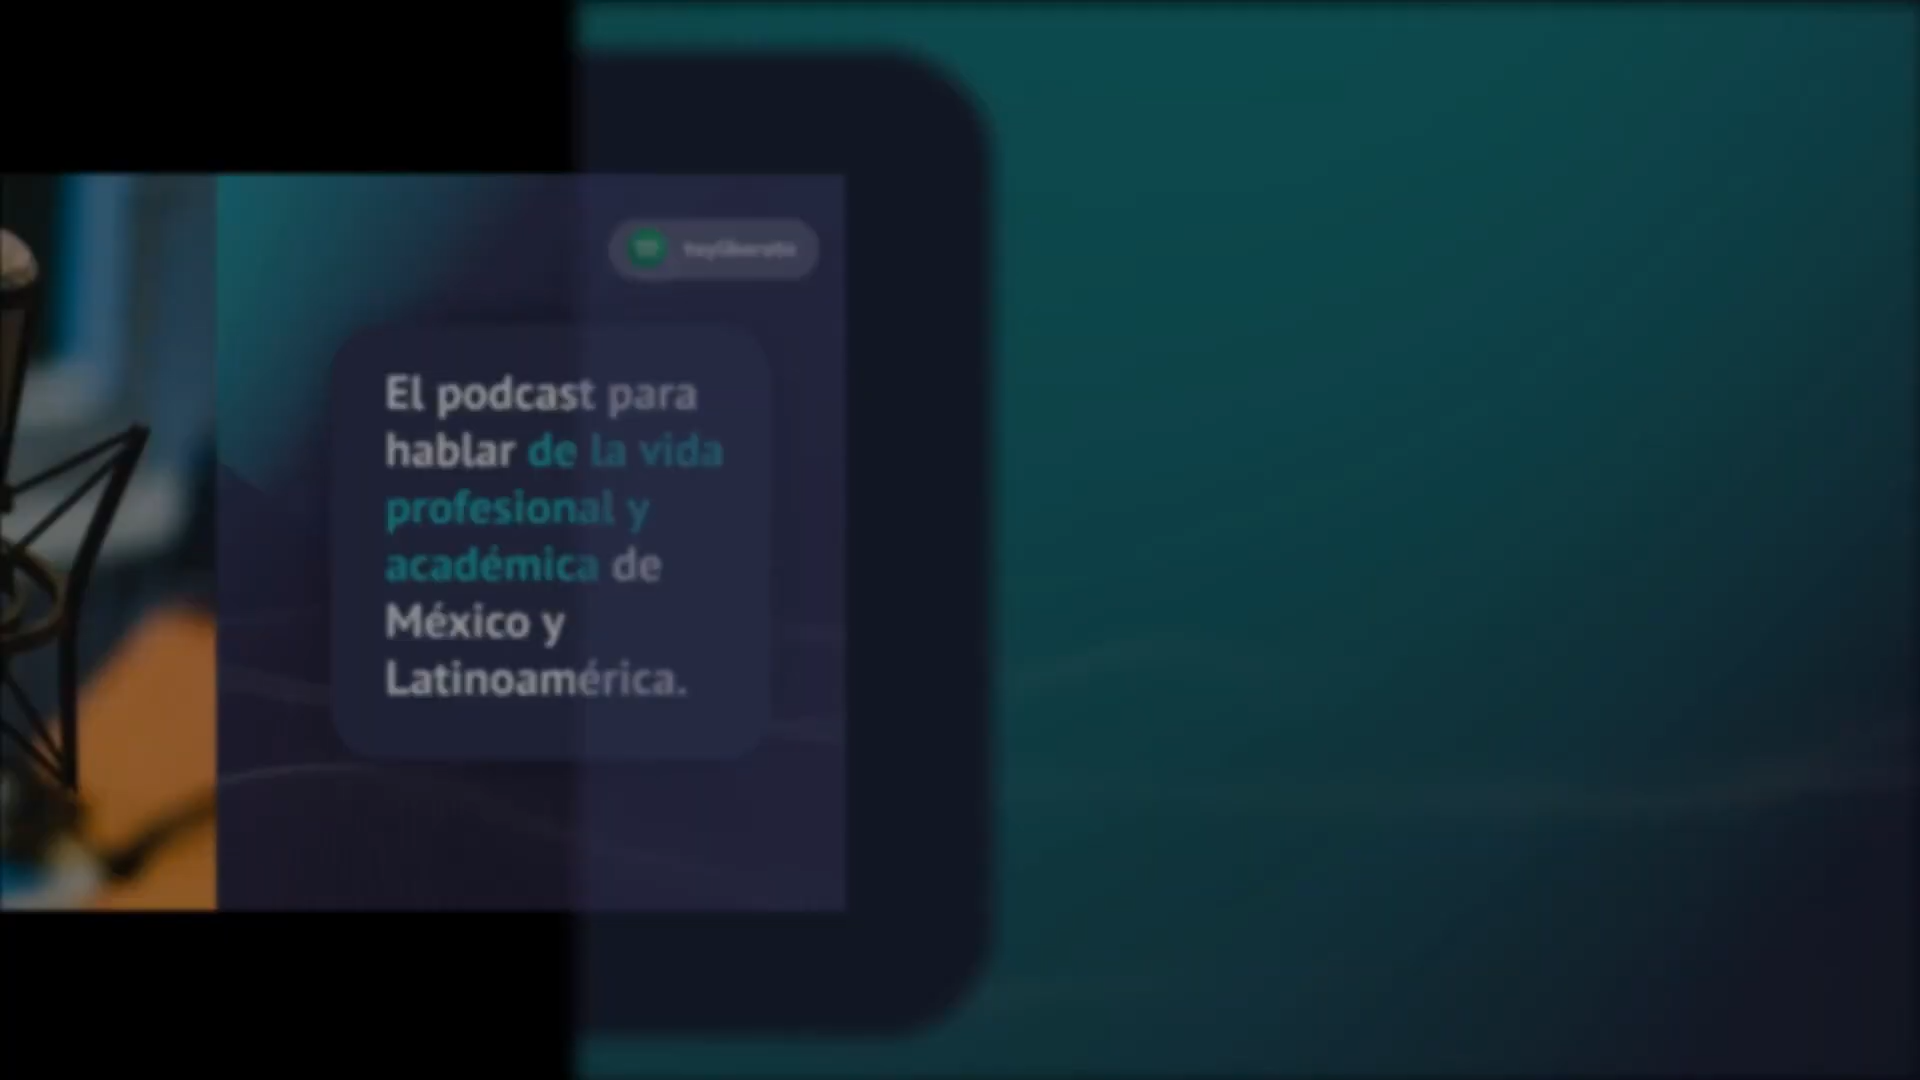 El podcast para
hablar de la vida
profesional y
académica de
México y
Latinoamérica.